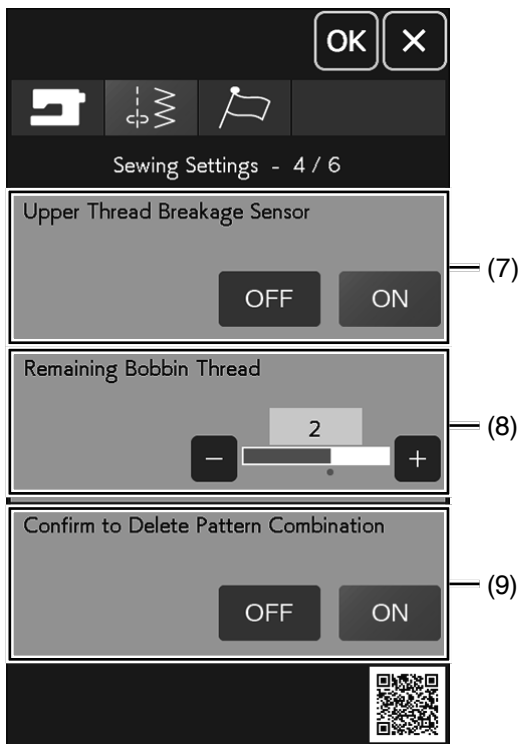 OK ×
Sewing Settings - 4 / 6
Upper Thread Breakage Sensor
(7)
OFF ON
Remaining Bobbin Thread
2
(8)
− +
Confirm to Delete Pattern Combination
(9)
OFF ON